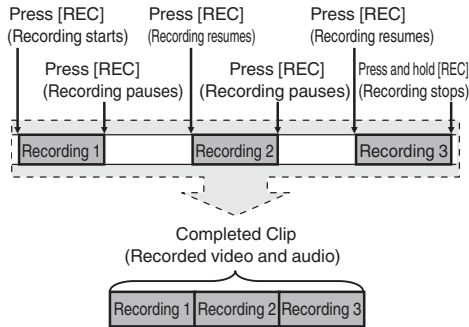 Press [REC]
(Recording starts)
Press [REC]
(Recording resumes)
Press [REC]
(Recording resumes)
Press [REC]
(Recording pauses)
Press [REC]
(Recording pauses)
Press and hold [REC]
(Recording stops)
Recording 1
Recording 2
Recording 3
Completed Clip
(Recorded video and audio)
Recording 1
Recording 2
Recording 3